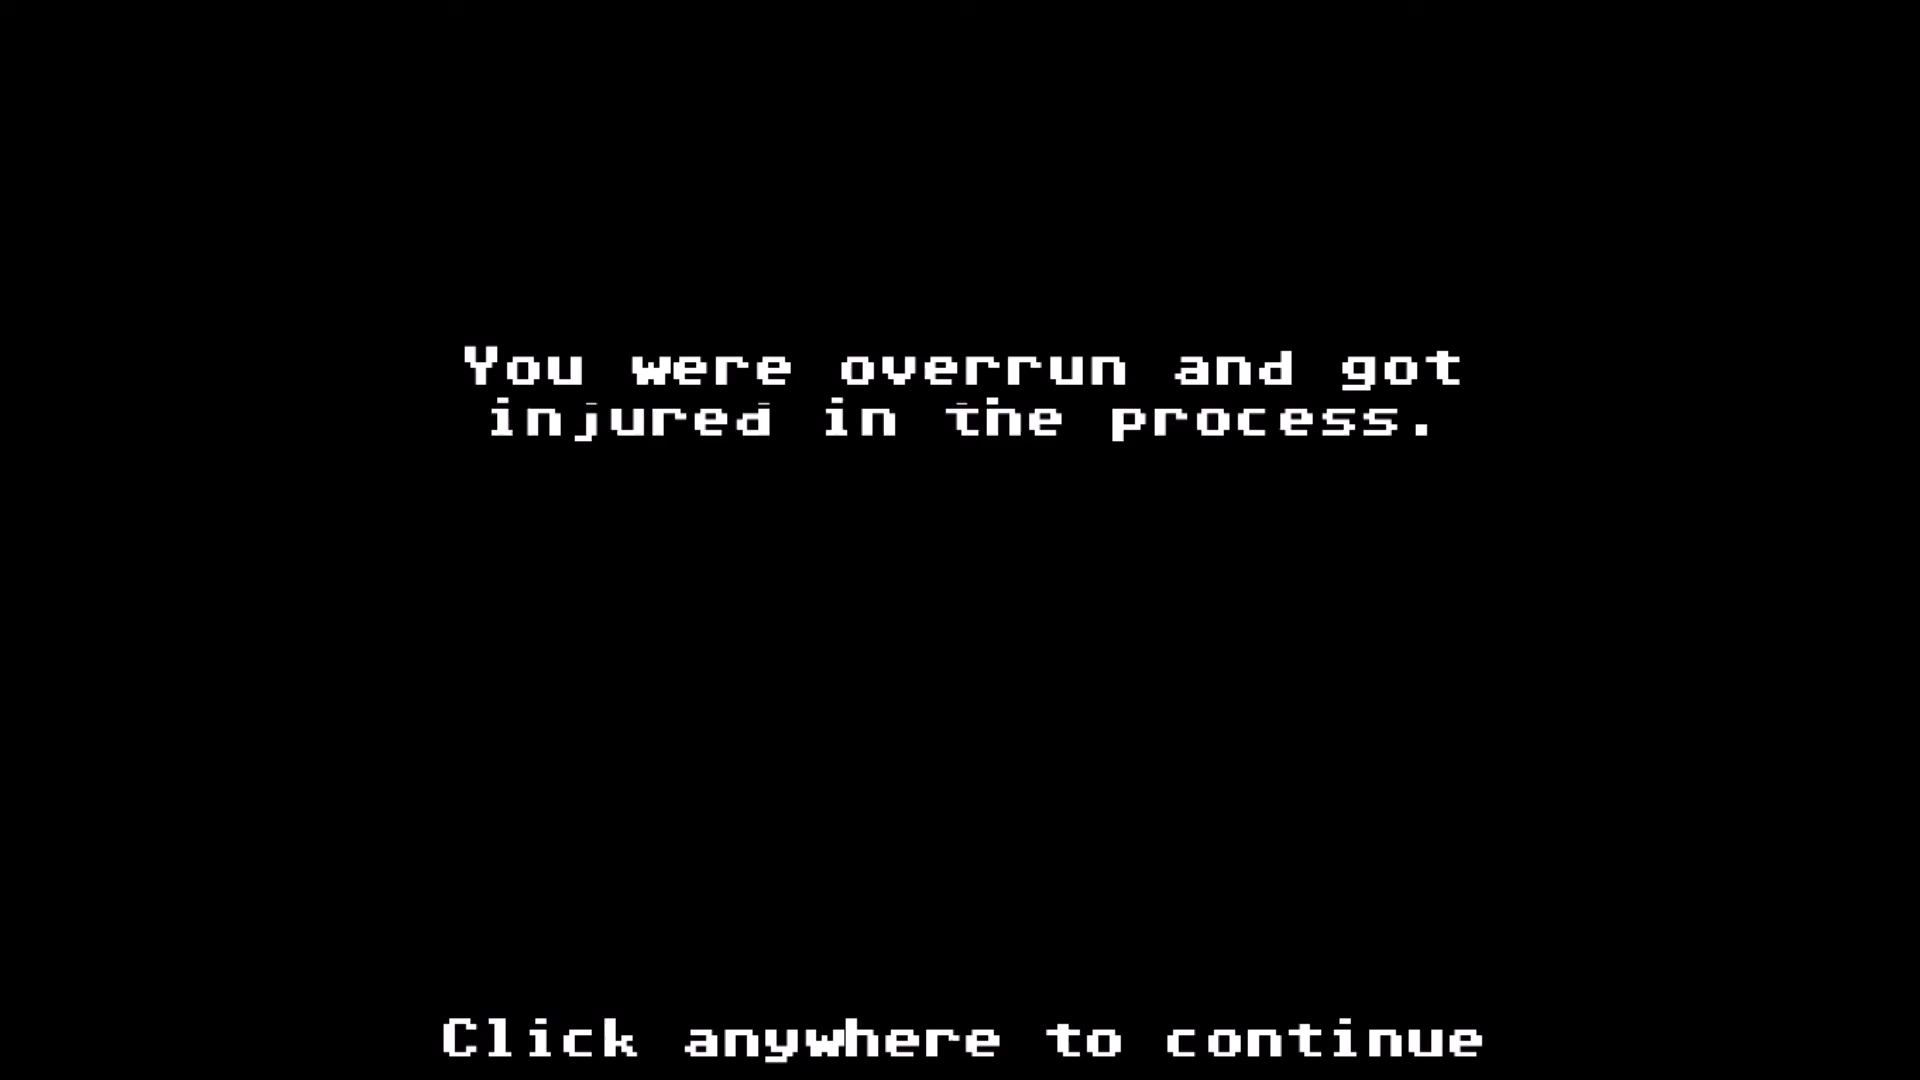 You were overrun and got
injured in the process.
Click anywhere to continue